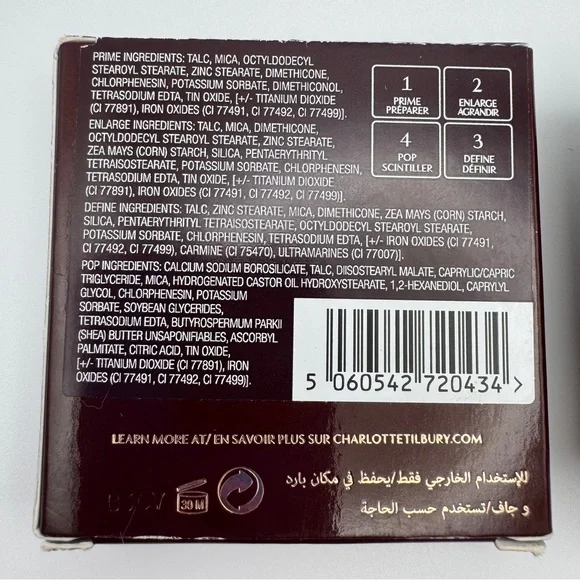 PRIME INGREDIENTS: TALC, MICA, OCTYLDODECYL
STEAROYL STEARATE, ZINC STEARATE, DIMETHICONE,
CHLORPHENESIN, POTASSIUM SORBATE, DIMETHICONOL,
TETRASODIUM EDTA, TIN OXIDE, [+/- TITANIUM DIOXIDE
(CI 77891), IRON OXIDES (CI 77491, CI 77492, CI 77499)].
ENLARGE INGREDIENTS: TALC, MICA, DIMETHICONE,
OCTYLDODECYL STEAROYL STEARATE, ZINC STEARATE,
ZEA MAYS (CORN) STARCH, SILICA, PENTAERYTHRITYL
TETRAISOSTEARATE, POTASSIUM SORBATE, CHLORPHENESIN,
TETRASODIUM EDTA, TIN OXIDE, [+/- TITANIUM DIOXIDE
(CI 77891), IRON OXIDES (CI 77491, CI 77492, CI 77499)].
DEFINE INGREDIENTS: TALC, ZINC STEARATE, MICA, DIMETHICONE, ZEA MAYS (CORN) STARCH,
SILICA, PENTAERYTHRITYL TETRAISOSTEARATE, OCTYLDODECYL STEAROYL STEARATE,
POTASSIUM SORBATE, CHLORPHENESIN, TETRASODIUM EDTA, [+/- IRON OXIDES (CI 77491,
CI 77492, CI 77499), CARMINE (CI 75470), ULTRAMARINES (CI 77007)].
POP INGREDIENTS: CALCIUM SODIUM BOROSILICATE, TALC, DIISOSTEARYL MALATE, CAPRYLIC/CAPRIC
TRIGLYCERIDE, MICA, HYDROGENATED CASTOR OIL HYDROXYSTEARATE, 1,2-HEXANEDIOL, CAPRYLYL
GLYCOL, CHLORPHENESIN, POTASSIUM
SORBATE, SOYBEAN GLYCERIDES,
TETRASODIUM EDTA, BUTYROSPERMUM PARKII
(SHEA) BUTTER UNSAPONIFIABLES, ASCORBYL
PALMITATE, CITRIC ACID, TIN OXIDE,
[+/- TITANIUM DIOXIDE (CI 77891), IRON
OXIDES (CI 77491, CI 77492, CI 77499)].
1
PRIME
PRÉPARER
2
ENLARGE
AGRANDIR
4
POP
SCINTILLER
3
DEFINE
DÉFINIR
5 060542 720434 >
LEARN MORE AT/ EN SAVOIR PLUS SUR CHARLOTTETILBURY.COM
للإستخدام الخارجي فقط/يحفظ في مكان بارد
و جاف/تستخدم حسب الحاجة
30 M